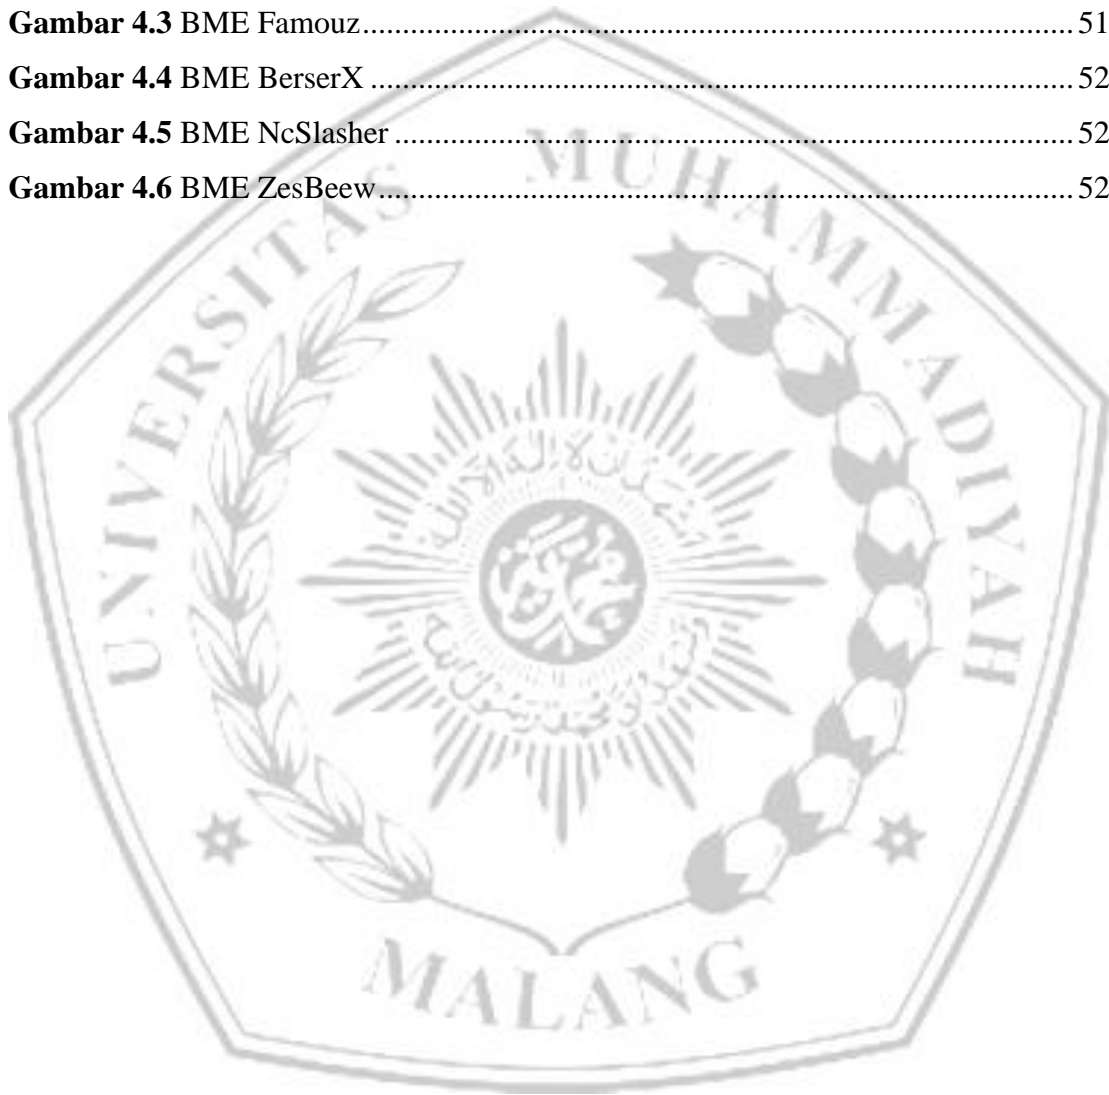 Gambar 4.3 BME Famouz........................................................................................ 51
Gambar 4.4 BME BerserX ...................................................................................... 52
Gambar 4.5 BME NcSlasher ................................................................................... 52
Gambar 4.6 BME ZesBeew...................................................................................... 52
UNIVERSITAS MUHAMMADIYAH
MALANG